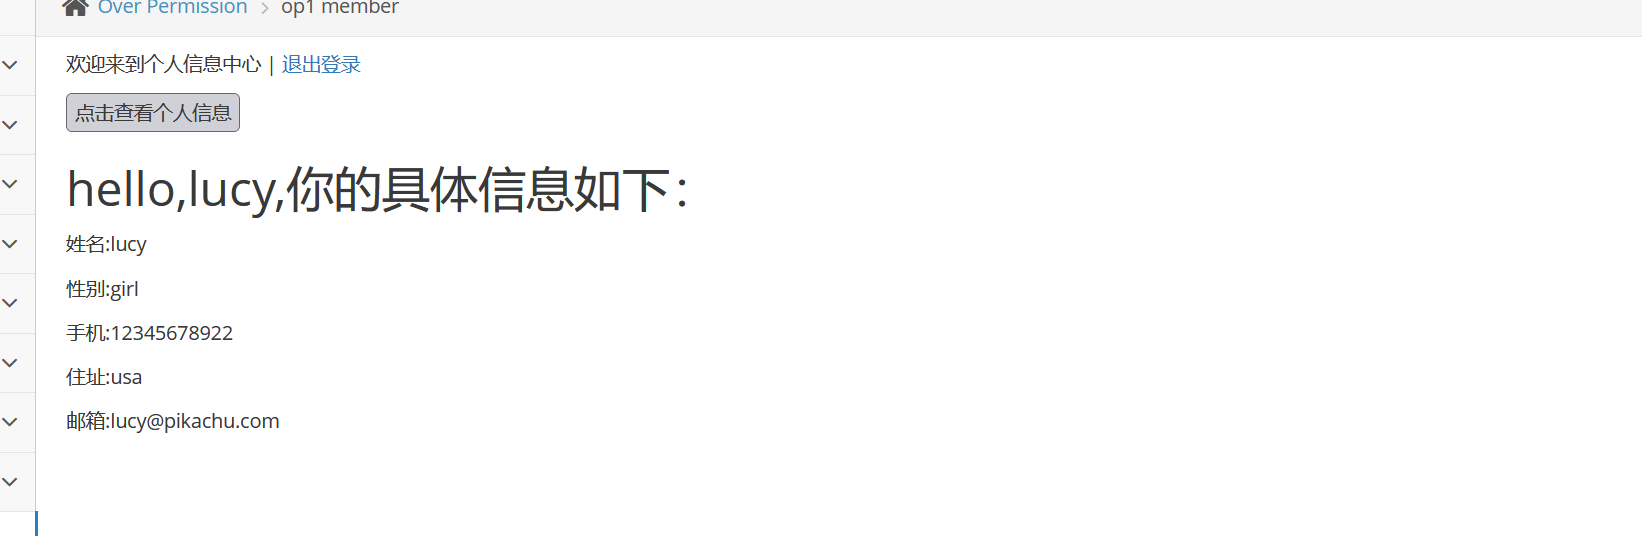 Over Permission > op1 member
欢迎来到个人信息中心 | 退出登录
点击查看个人信息
hello,lucy,你的具体信息如下：
姓名:lucy
性别:girl
手机:12345678922
住址:usa
邮箱:lucy@pikachu.com